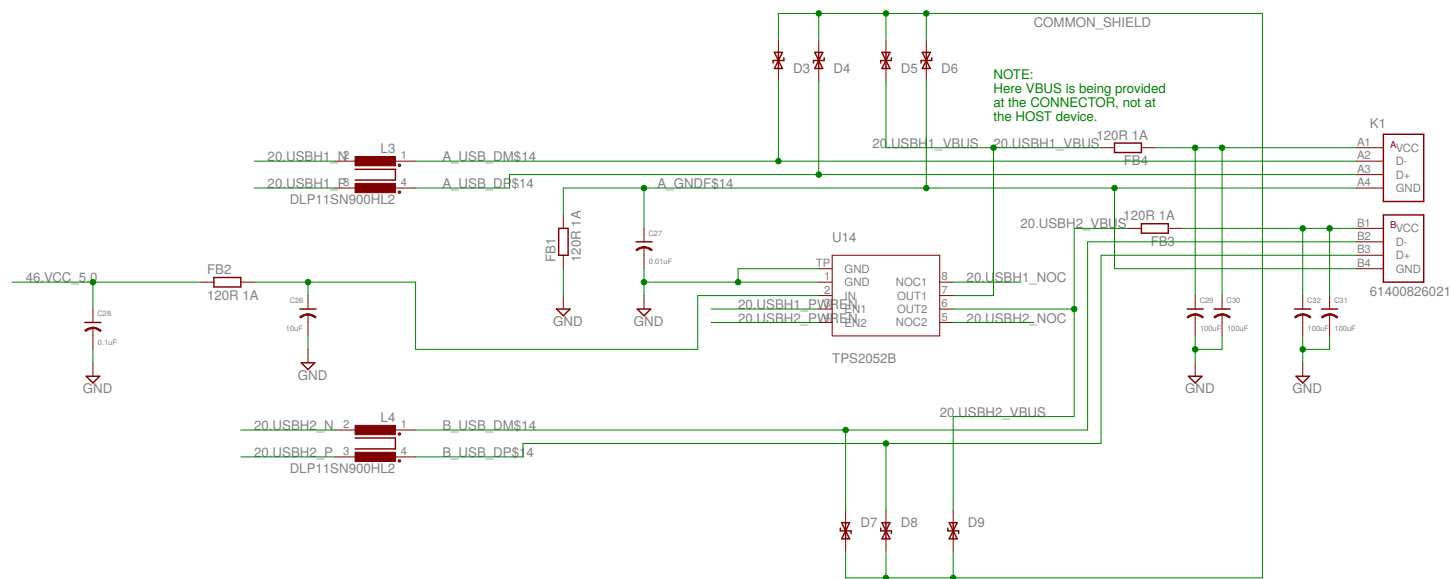 COMMON_SHIELD
D3
D4
D5
D6
NOTE:
Here VBUS is being provided
at the CONNECTOR, not at
the HOST device.
K1
20.USBH1_VBUS
20.USBH1_VBUS
120R 1A
FB4
A1
A2
A3
A4
A
VCC
D-
D+
GND
20.USBH1_N
2
L3
1
A_USB_DM$14
20.USBH1_P
3
4
A_USB_DP$14
DLP11SN900HL2
A_GNDF$14
20.USBH2_VBUS
120R 1A
FB3
B1
B2
B3
B4
B
VCC
D-
D+
GND
61400826021
FB1
120R 1A
C27
0.01uF
GND
GND
U14
TP
1
2
3
4
GND
GND
IN
EN1
EN2
NOC1
OUT1
OUT2
NOC2
8
7
6
5
20.USBH1_NOC
20.USBH2_NOC
20.USBH1_PWREN
20.USBH2_PWREN
TPS2052B
46.VCC_5.0
FB2
120R 1A
C28
0.1uF
GND
C26
10uF
GND
C29
100uF
C30
100uF
GND
C32
100uF
C31
100uF
GND
20.USBH2_N
2
L4
1
B_USB_DM$14
20.USBH2_P
3
4
B_USB_DP$14
DLP11SN900HL2
20.USBH2_VBUS
D7
D8
D9